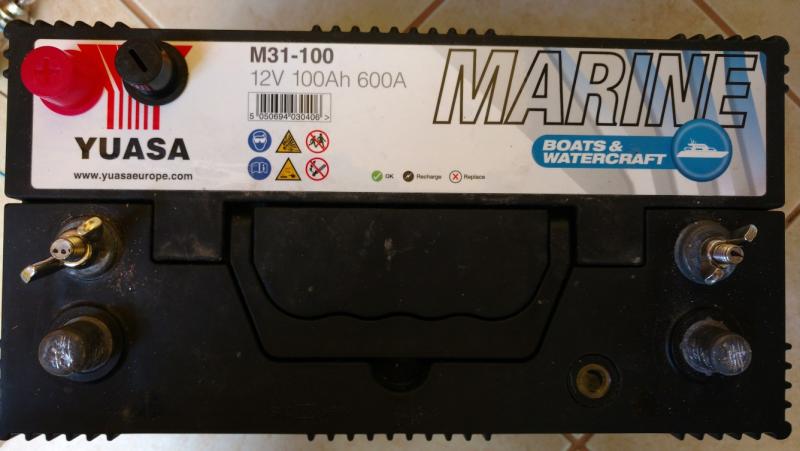 M31-100
12V 100Ah 600A
5 050694 030406 >
YUASA
www.yuasaeurope.com
MARINE
BOATS &
WATERCRAFT
OK
Recharge
Replace